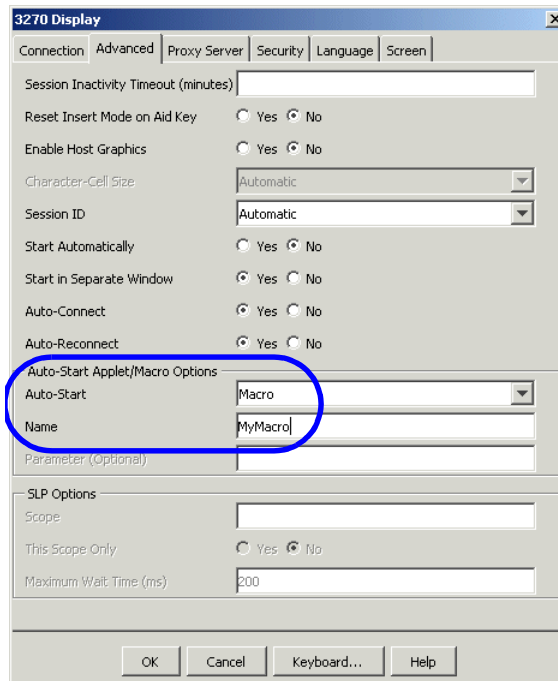 3270 Display
Connection Advanced Proxy Server Security Language Screen
Session Inactivity Timeout (minutes)
Reset Insert Mode on Aid Key Yes No
Enable Host Graphics Yes No
Character-Cell Size Automatic
Session ID Automatic
Start Automatically Yes No
Start in Separate Window Yes No
Auto-Connect Yes No
Auto-Reconnect Yes No
Auto-Start Applet/Macro Options
Auto-Start Macro
Name MyMacro
Parameter (Optional)
SLP Options
Scope
This Scope Only Yes No
Maximum Wait Time (ms) 200
OK Cancel Keyboard... Help